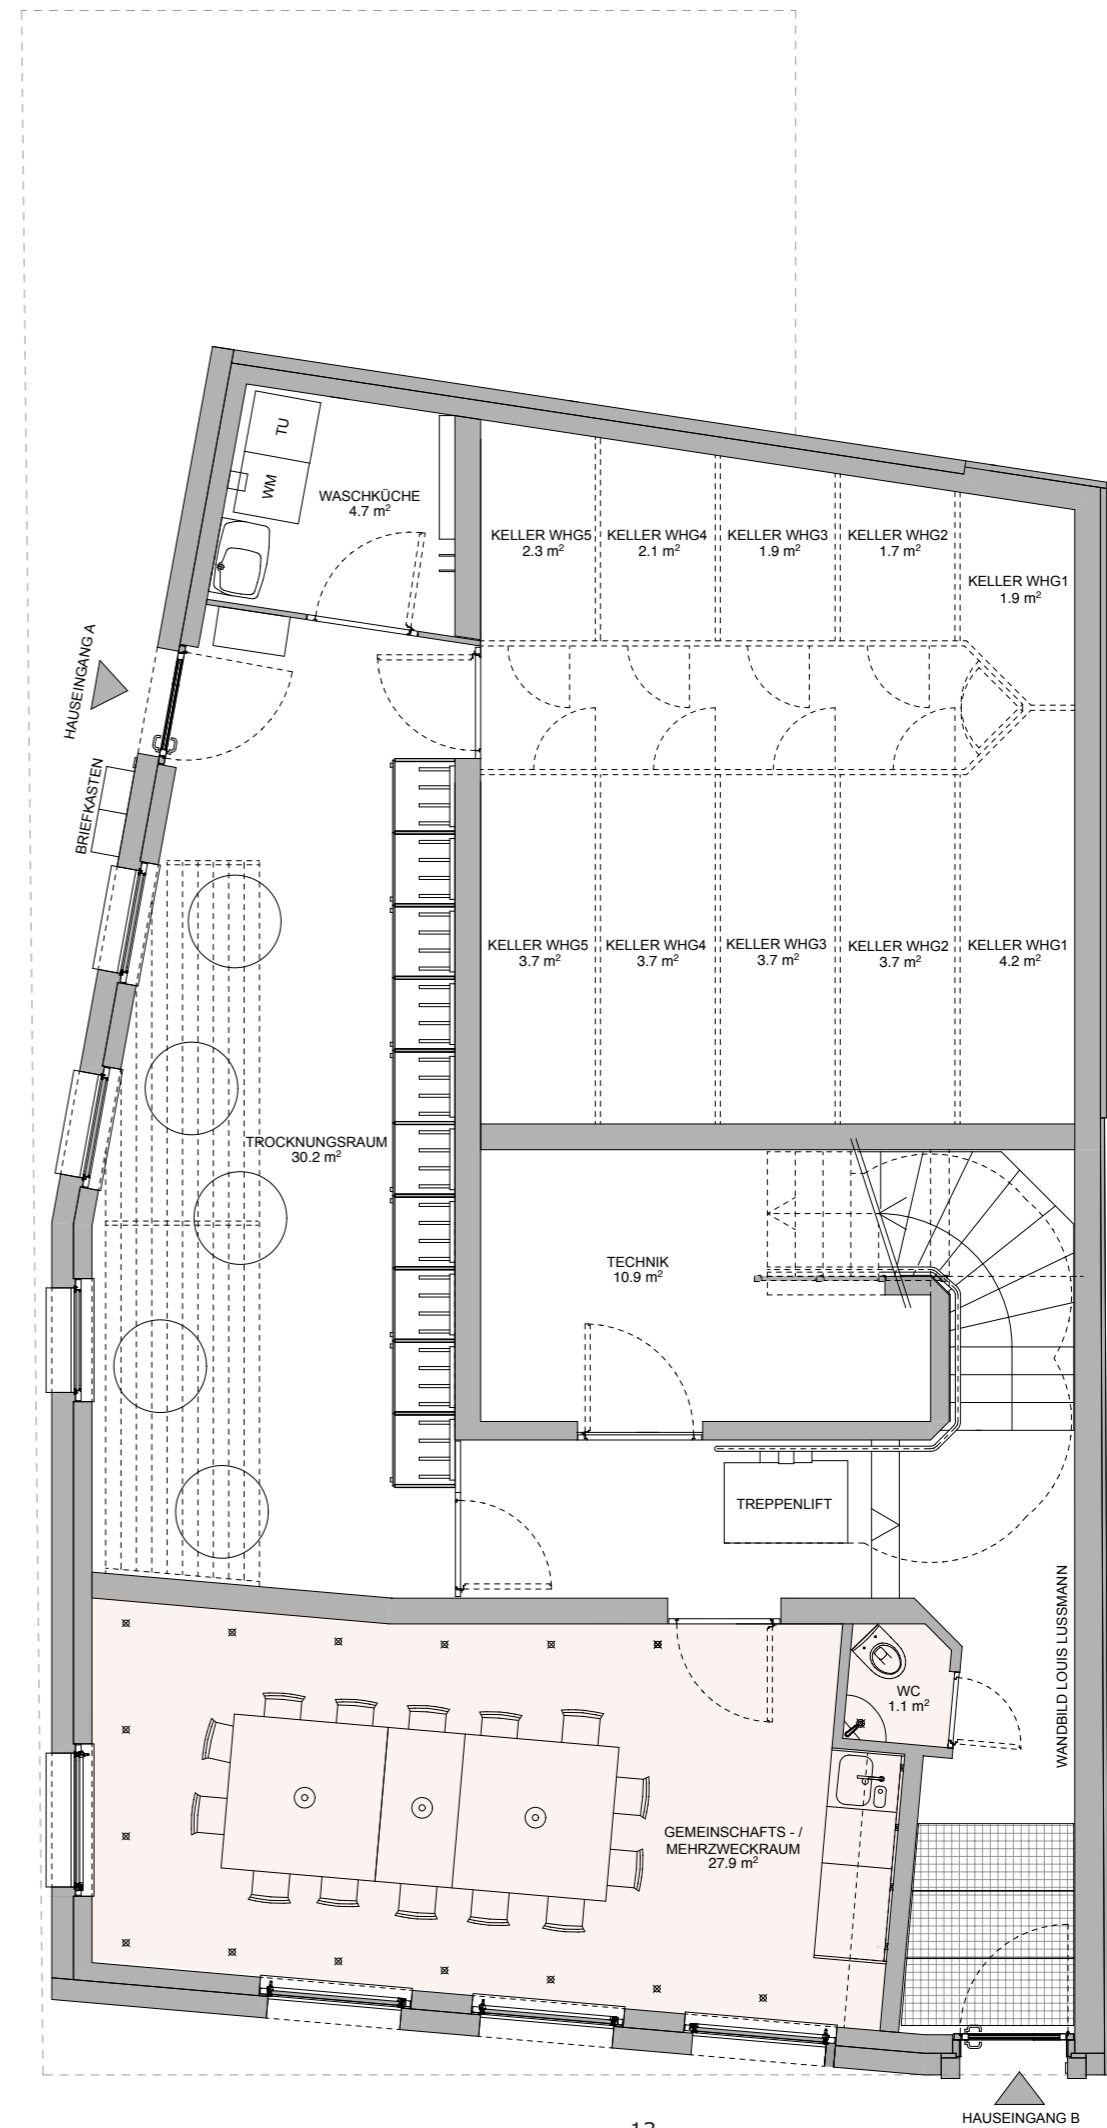 TU
WM
WASCHKÜCHE
4.7 m²
KELLER WHG5
2.3 m²
KELLER WHG4
2.1 m²
KELLER WHG3
1.9 m²
KELLER WHG2
1.7 m²
KELLER WHG1
1.9 m²
HAUSEINGANG A
BRIEFKASTEN
KELLER WHG5
3.7 m²
KELLER WHG4
3.7 m²
KELLER WHG3
3.7 m²
KELLER WHG2
3.7 m²
KELLER WHG1
4.2 m²
TROCKNUNGSRAUM
30.2 m²
TECHNIK
10.9 m²
TREPPENLIFT
WANDBILD LOUIS LUSSMANN
WC
1.1 m²
GEMEINSCHAFTS - /
MEHRZWECKRAUM
27.9 m²
HAUSEINGANG B